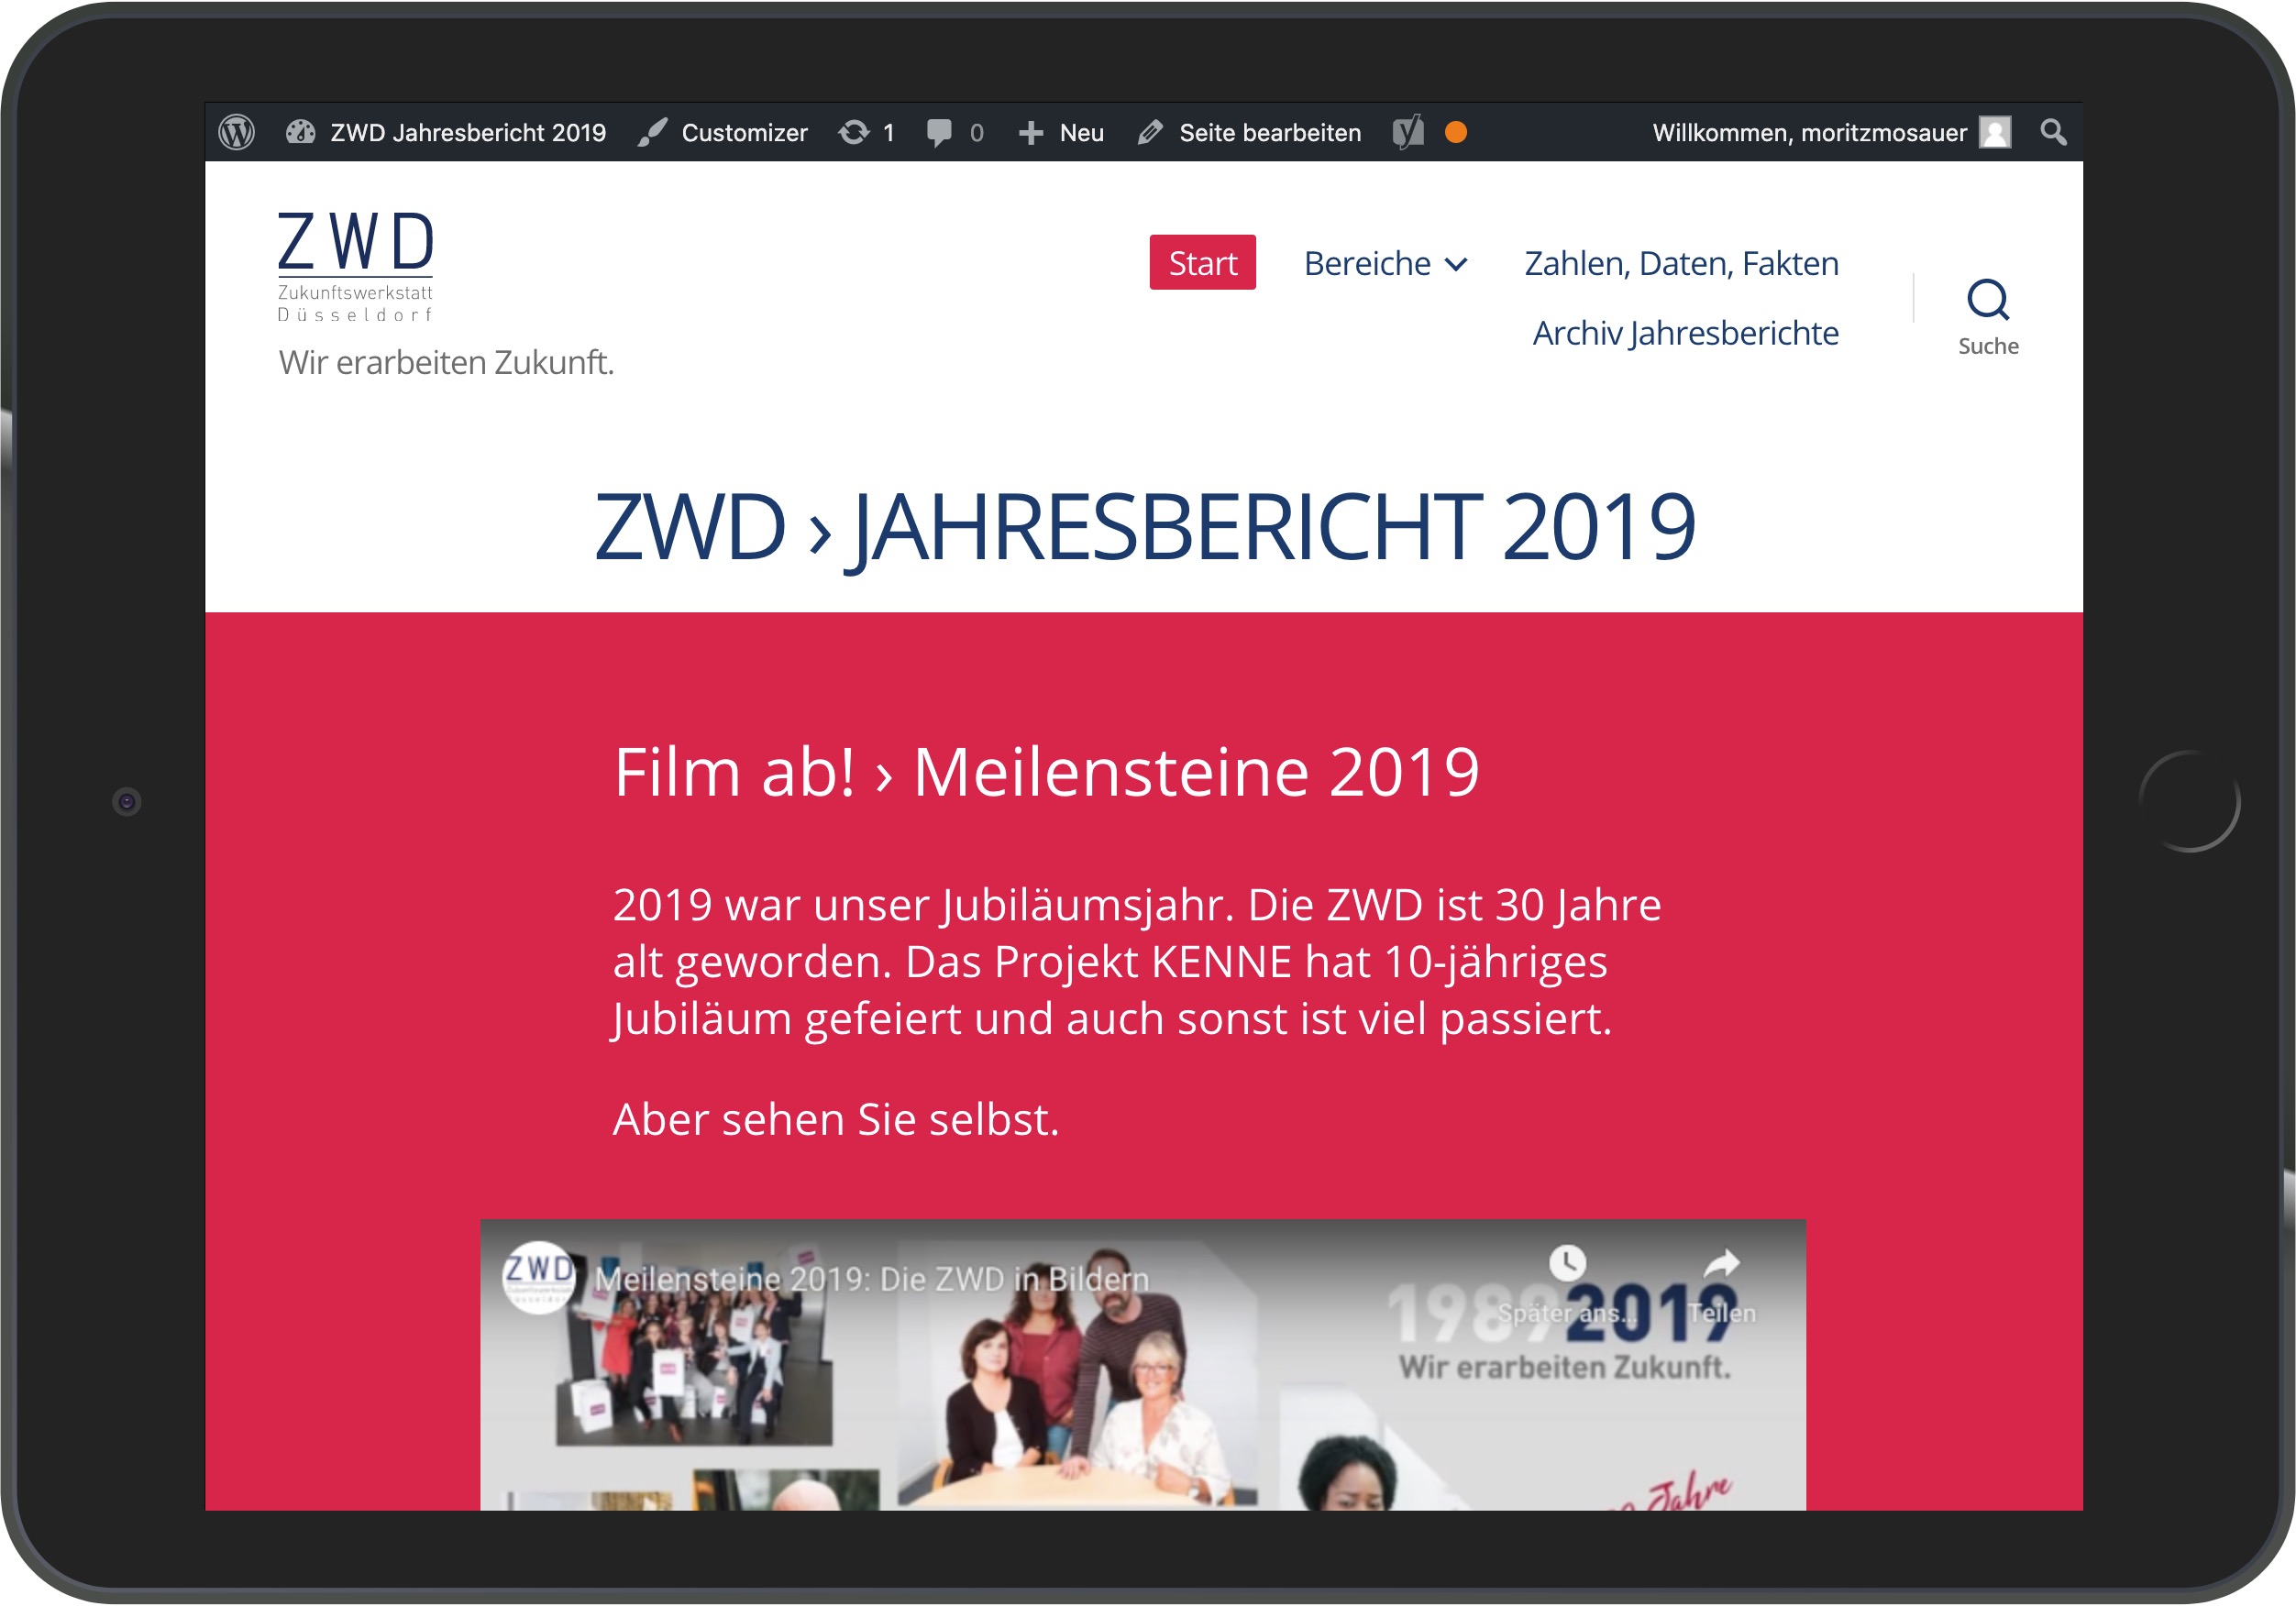 ZWD Jahresbericht 2019 Customizer 1 0 Neu Seite bearbeiten Willkommen, moritzmosauer
ZWD
Zukunftswerkstatt
Düsseldorf
Wir erarbeiten Zukunft.
Start Bereiche Zahlen, Daten, Fakten
Archiv Jahresberichte
Suche
ZWD › JAHRESBERICHT 2019
Film ab! › Meilensteine 2019
2019 war unser Jubiläumsjahr. Die ZWD ist 30 Jahre
alt geworden. Das Projekt KENNE hat 10-jähriges
Jubiläum gefeiert und auch sonst ist viel passiert.
Aber sehen Sie selbst.
ZWD
Meilensteine 2019: Die ZWD in Bildern
19892019
Später ans... Teilen
Wir erarbeiten Zukunft.
Jahre